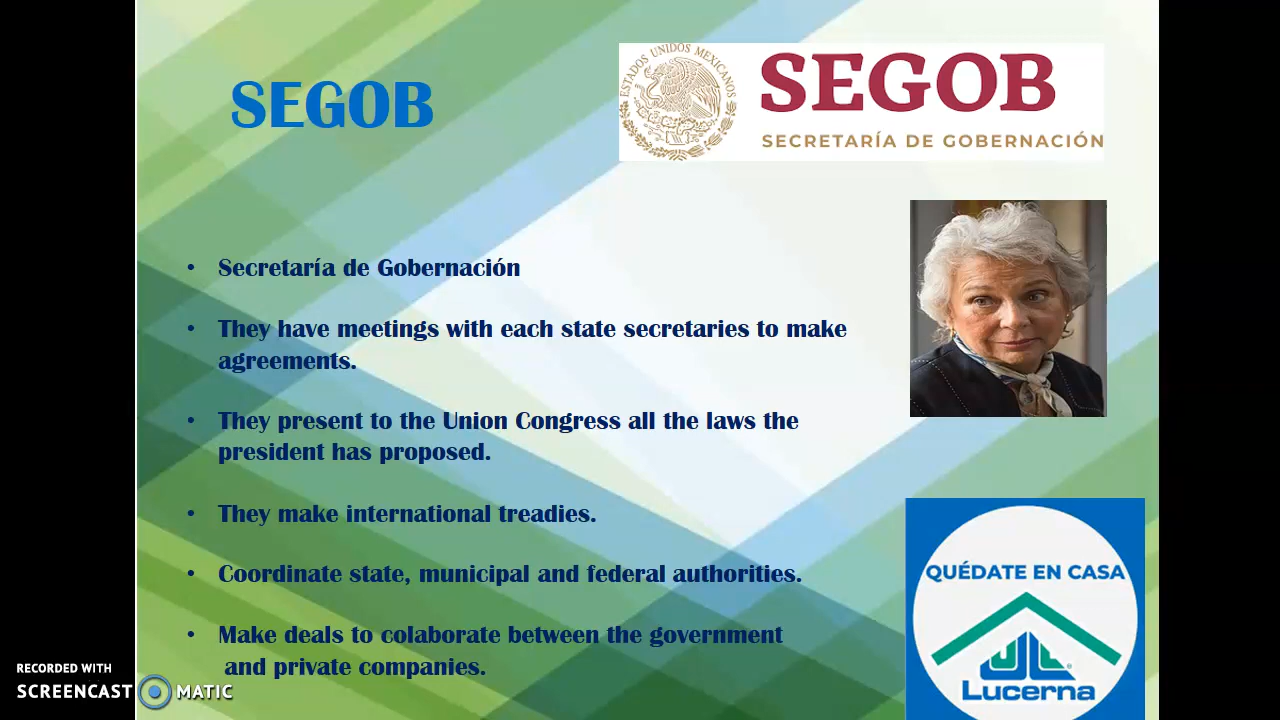 SEGOB
ESTADOS UNIDOS MEXICANOS
SEGOB
SECRETARÍA DE GOBERNACIÓN
• Secretaría de Gobernación
• They have meetings with each state secretaries to make
agreements.
• They present to the Union Congress all the laws the
president has proposed.
• They make international treadies.
• Coordinate state, municipal and federal authorities.
• Make deals to colaborate between the government
and private companies.
QUÉDATE EN CASA
Lucerna
RECORDED WITH
SCREENCAST MATIC